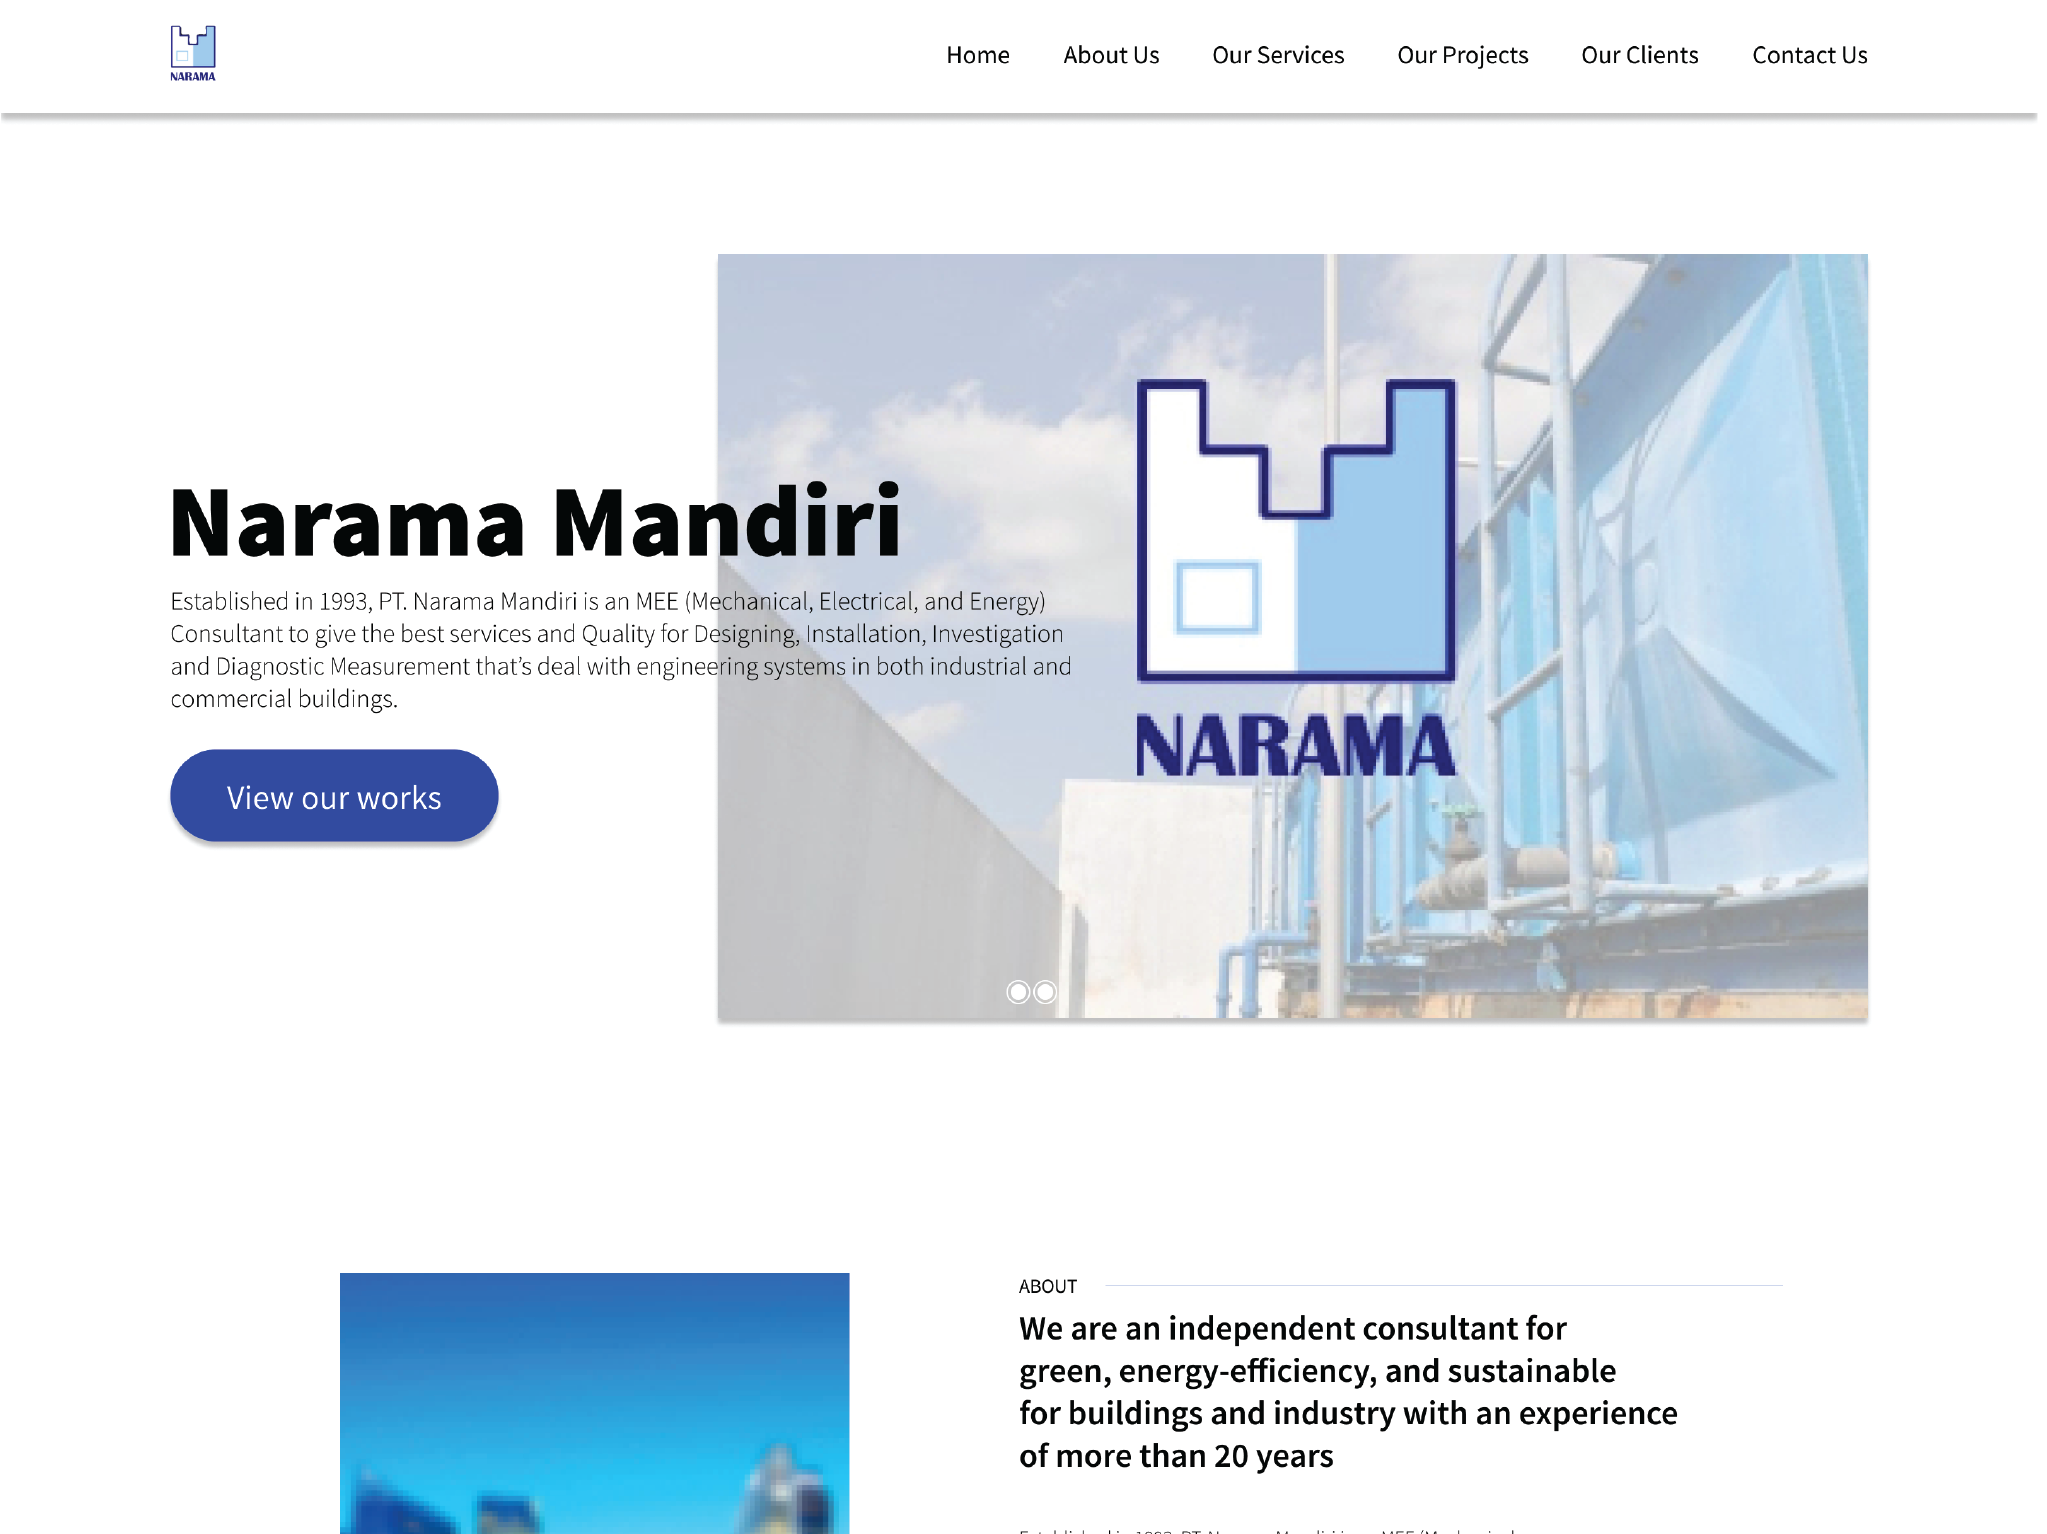 NARAMA
Home About Us Our Services Our Projects Our Clients Contact Us
NARAMA
Narama Mandiri
Established in 1993, PT. Narama Mandiri is an MEE (Mechanical, Electrical, and Energy)
Consultant to give the best services and Quality for Designing, Installation, Investigation
and Diagnostic Measurement that’s deal with engineering systems in both industrial and
commercial buildings.
View our works
ABOUT
We are an independent consultant for
green, energy-efficiency, and sustainable
for buildings and industry with an experience
of more than 20 years